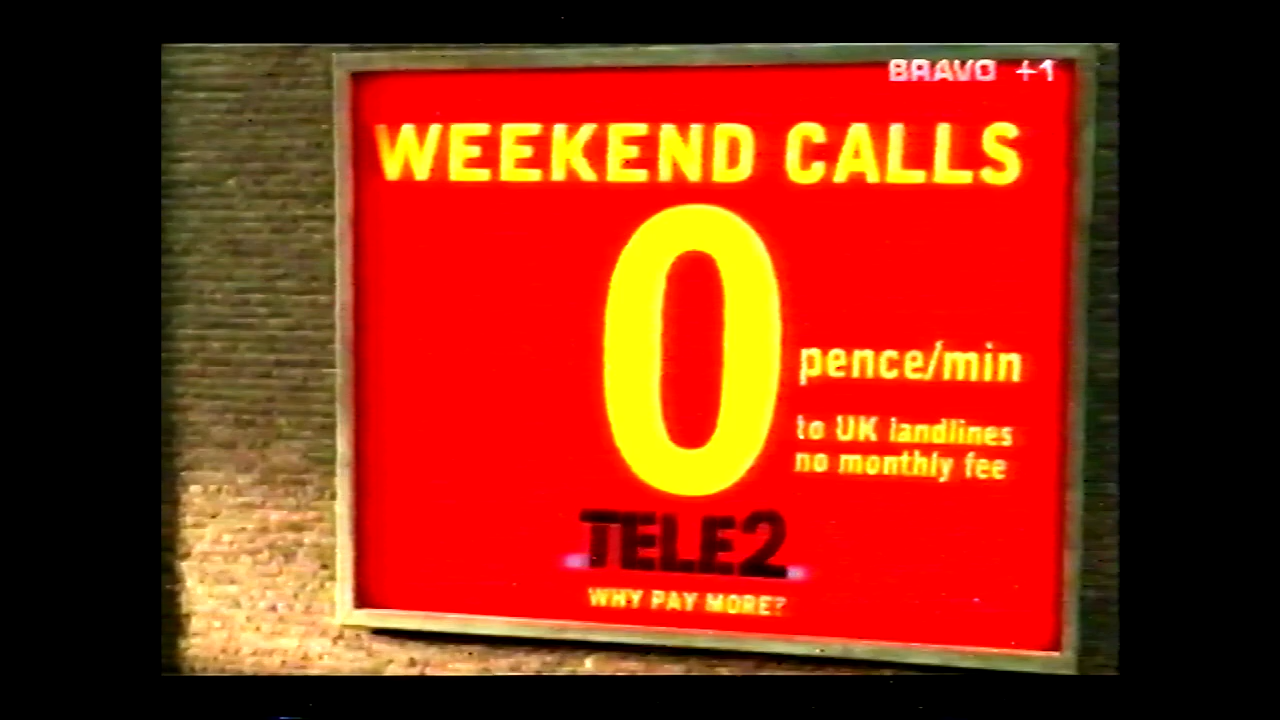 BRAVO +1
WEEKEND CALLS
0
pence/min
to UK landlines
no monthly fee
TELE2
WHY PAY MORE?